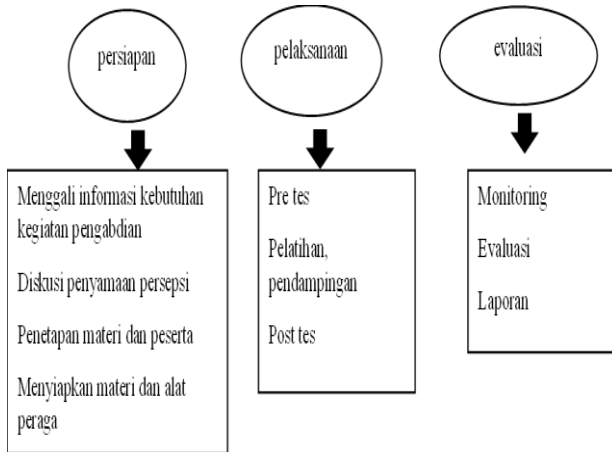 persiapan
pelaksanaan
evaluasi
Menggali informasi kebutuhan
kegiatan pengabdian
Diskusi penyamaan persepsi
Penetapan materi dan peserta
Menyiapkan materi dan alat
peraga
Pre tes
Pelatihan,
pendampingan
Post tes
Monitoring
Evaluasi
Laporan